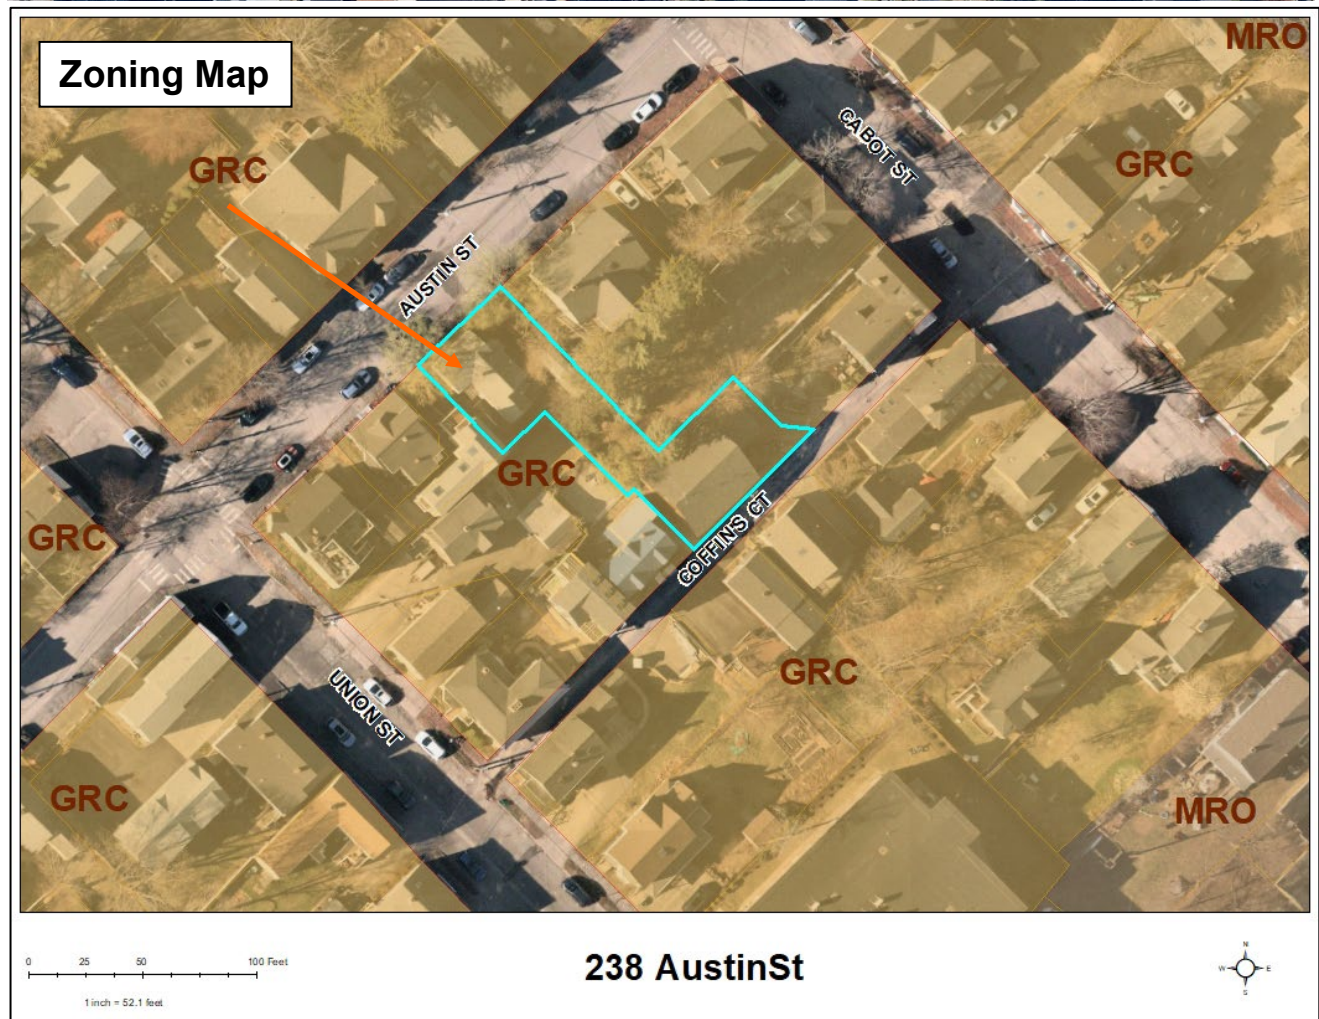 Zoning Map
MRO
GRC
GRC
CABOT ST
AUSTIN ST
GRC
GRC
COFFINS CT
GRC
UNION ST
GRC
MRO
0 25 50 100 Feet
1 inch = 52.1 feet
238 AustinSt
N
W E
S